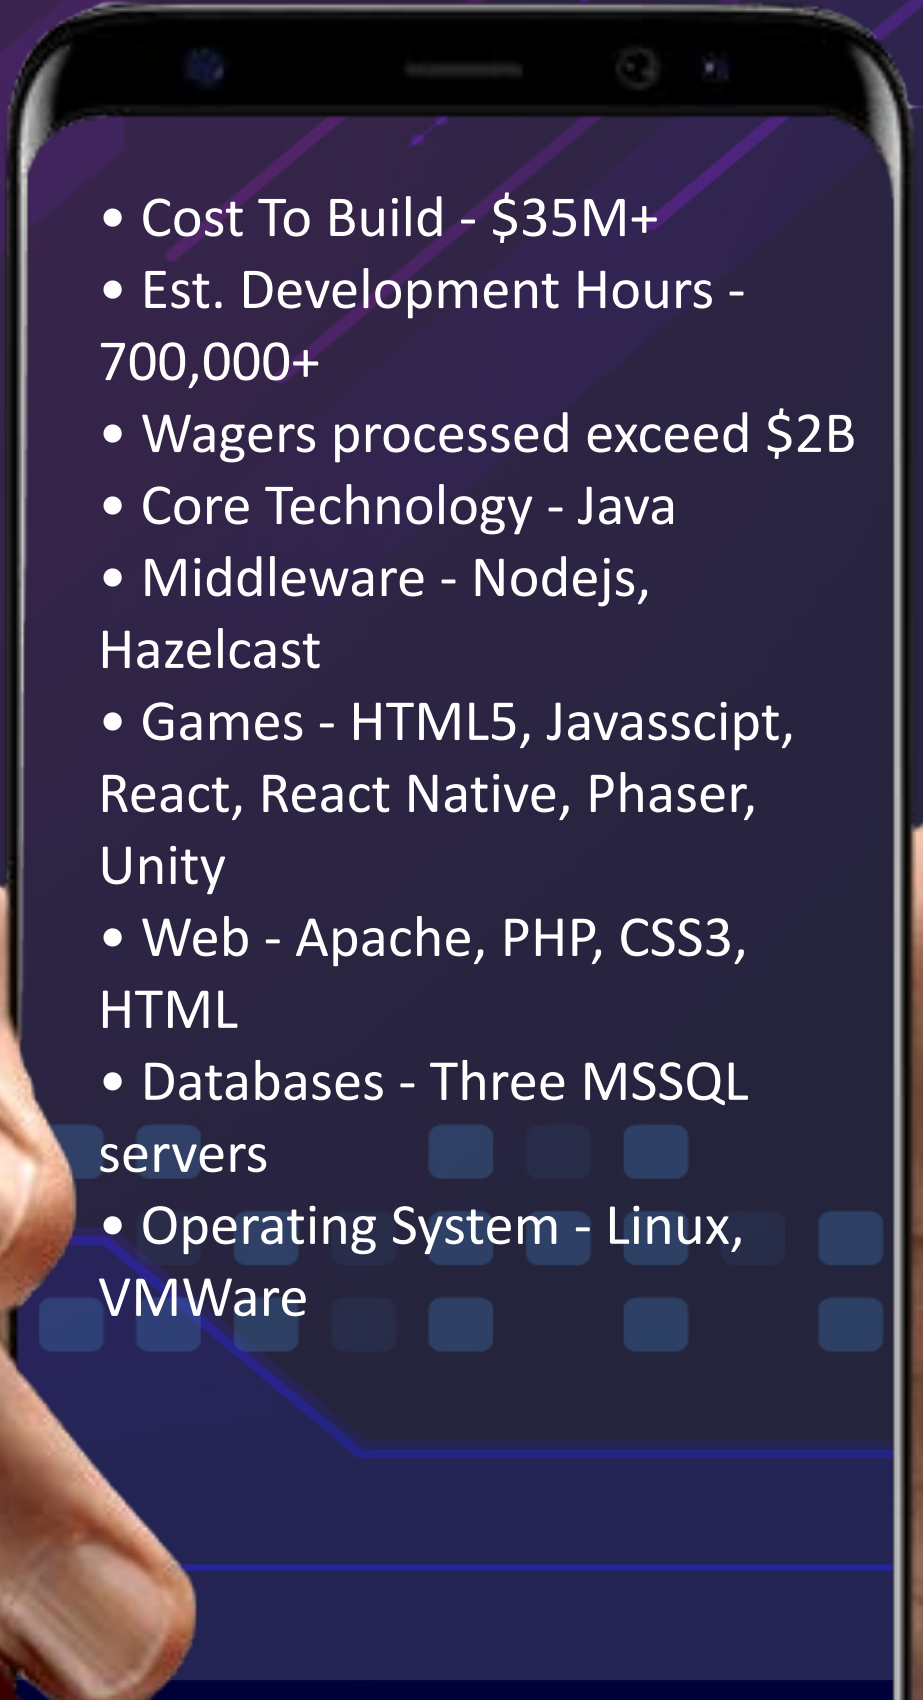 • Cost To Build - $35M+
• Est. Development Hours -
700,000+
• Wagers processed exceed $2B
• Core Technology - Java
• Middleware - Nodejs,
Hazelcast
• Games - HTML5, Javasscipt,
React, React Native, Phaser,
Unity
• Web - Apache, PHP, CSS3,
HTML
• Databases - Three MSSQL
servers
• Operating System - Linux,
VMWare